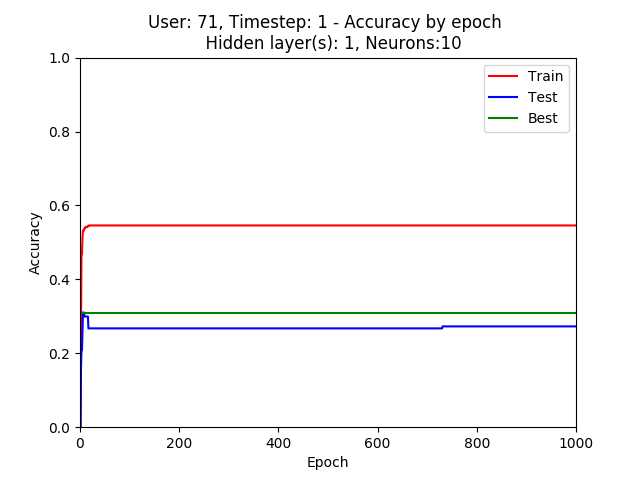 User: 71, Timestep: 1 - Accuracy by epoch
Hidden layer(s): 1, Neurons:10
1.0
0.8
0.6
0.4
0.2
0.0
Accuracy
Train
Test
Best
0 200 400 600 800 1000
Epoch